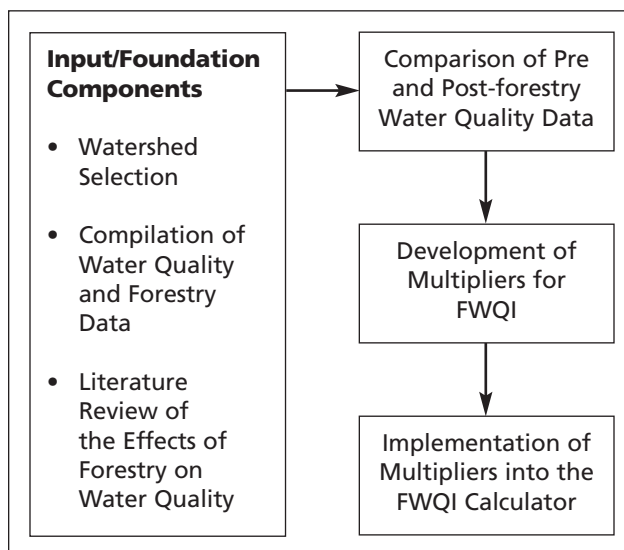 Input/Foundation
Components
• Watershed
Selection
• Compilation of
Water Quality
and Forestry
Data
• Literature
Review of
the Effects of
Forestry on
Water Quality
Comparison of Pre
and Post-forestry
Water Quality Data
Development of
Multipliers for
FWQI
Implementation of
Multipliers into the
FWQI Calculator